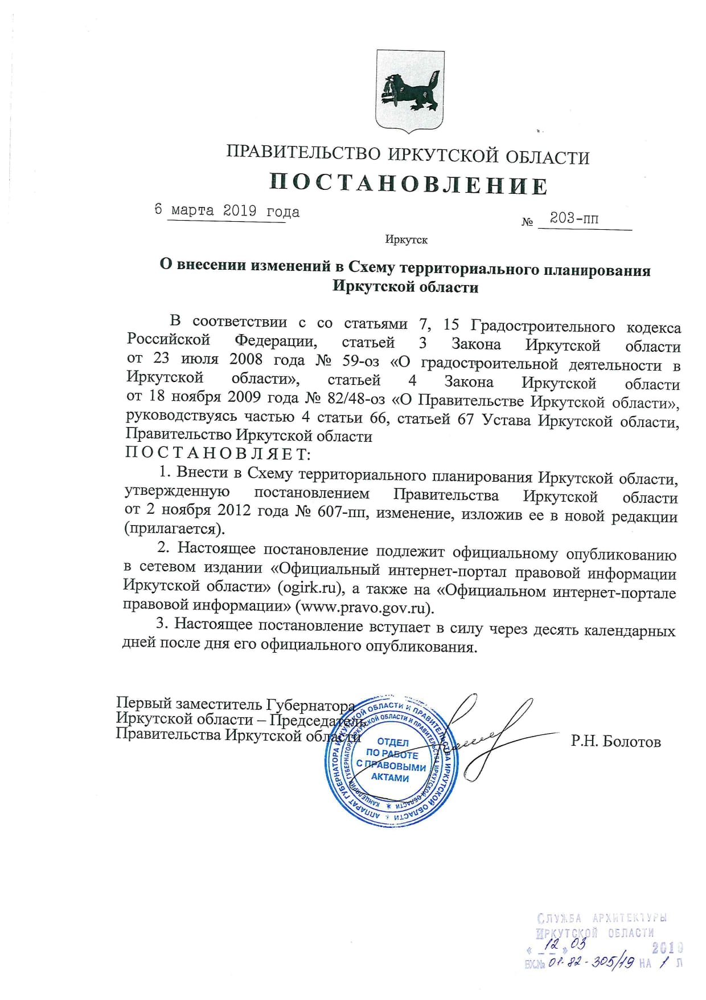 ПРАВИТЕЛЬСТВО ИРКУТСКОЙ ОБЛАСТИ
ПОСТАНОВЛЕНИЕ
6 марта 2019 года
№ 203-пп
Иркутск
О внесении изменений в Схему территориального планирования
Иркутской области
В соответствии с со статьями 7, 15 Градостроительного кодекса
Российской Федерации, статьей 3 Закона Иркутской области
от 23 июля 2008 года № 59-оз «О градостроительной деятельности в
Иркутской области», статьей 4 Закона Иркутской области
от 18 ноября 2009 года № 82/48-оз «О Правительстве Иркутской области»,
руководствуясь частью 4 статьи 66, статьей 67 Устава Иркутской области,
Правительство Иркутской области
П О С Т А Н О В Л Я Е Т:
1. Внести в Схему территориального планирования Иркутской области,
утвержденную постановлением Правительства Иркутской области
от 2 ноября 2012 года № 607-пп, изменение, изложив ее в новой редакции
(прилагается).
2. Настоящее постановление подлежит официальному опубликованию
в сетевом издании «Официальный интернет-портал правовой информации
Иркутской области» (ogirk.ru), а также на «Официальном интернет-портале
правовой информации» (www.pravo.gov.ru).
3. Настоящее постановление вступает в силу через десять календарных
дней после дня его официального опубликования.
Первый заместитель Губернатора
Иркутской области – Председатель
Правительства Иркутской области
Р.Н. Болотов
АППАРАТ ГУБЕРНАТОРА ИРКУТСКОЙ ОБЛАСТИ И ПРАВИТЕЛЬСТВА ИРКУТСКОЙ ОБЛАСТИ
КАНЦЕЛЯРИЯ ГУБЕРНАТОРА ИРКУТСКОЙ ОБЛАСТИ И ПРАВИТЕЛЬСТВА ИРКУТСКОЙ ОБЛАСТИ
ОТДЕЛ
ПО РАБОТЕ
С ПРАВОВЫМИ
АКТАМИ
СЛУЖБА АРХИТЕКТУРЫ
ИРКУТСКОЙ ОБЛАСТИ
« 12 » 03 2019
ВХ.№ 01-82-305/19 НА 1 Л